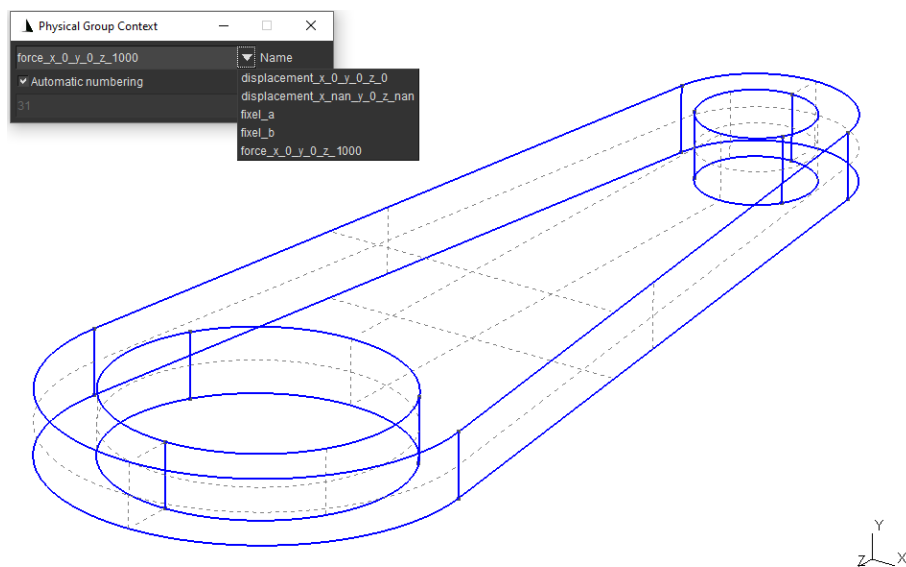 Physical Group Context
force_x_0_y_0_z_1000 Name
Automatic numbering
31
displacement_x_0_y_0_z_0
displacement_x_nan_y_0_z_nan
fixel_a
fixel_b
force_x_0_y_0_z_1000
Y
Z X